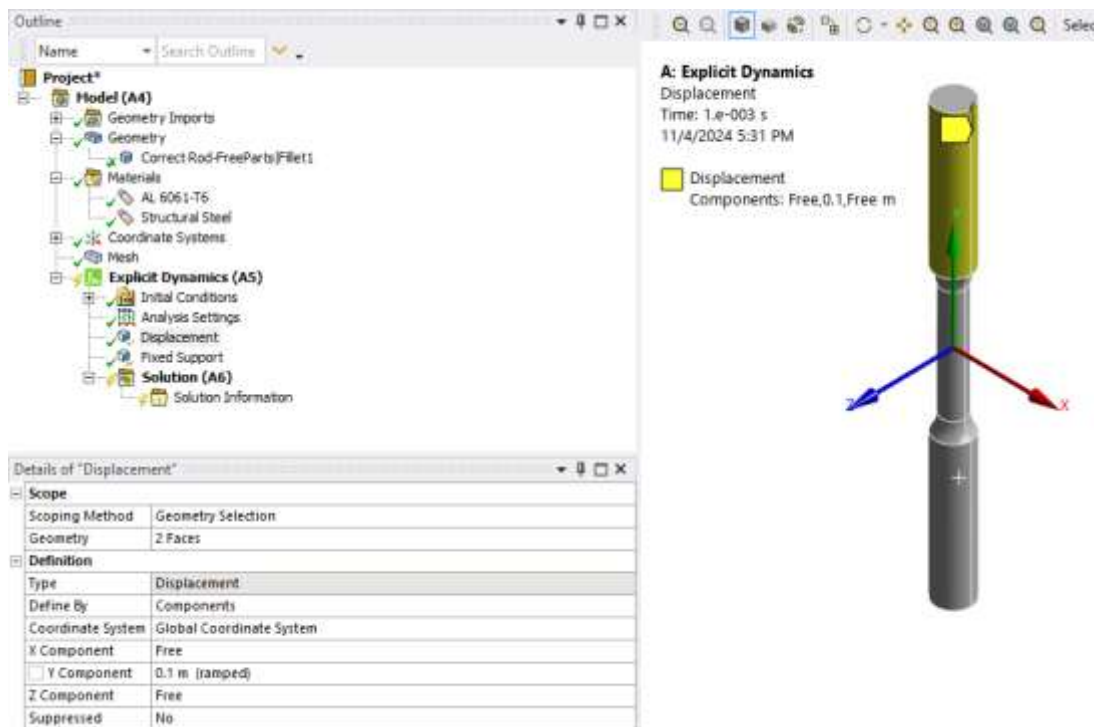 Outline
Name Search Outline
Project*
Model (A4)
Geometry Imports
Geometry
Correct Rod-FreeParts|Fillet1
Materials
AL 6061-T6
Structural Steel
Coordinate Systems
Mesh
Explicit Dynamics (A5)
Initial Conditions
Analysis Settings
Displacement
Fixed Support
Solution (A6)
Solution Information
Details of "Displacement"
Scope
Scoping Method Geometry Selection
Geometry 2 Faces
Definition
Type Displacement
Define By Components
Coordinate System Global Coordinate System
X Component Free
Y Component 0.1 m (ramped)
Z Component Free
Suppressed No
Selec
A: Explicit Dynamics
Displacement
Time: 1.e-003 s
11/4/2024 5:31 PM
Displacement
Components: Free,0.1,Free m
Z
X